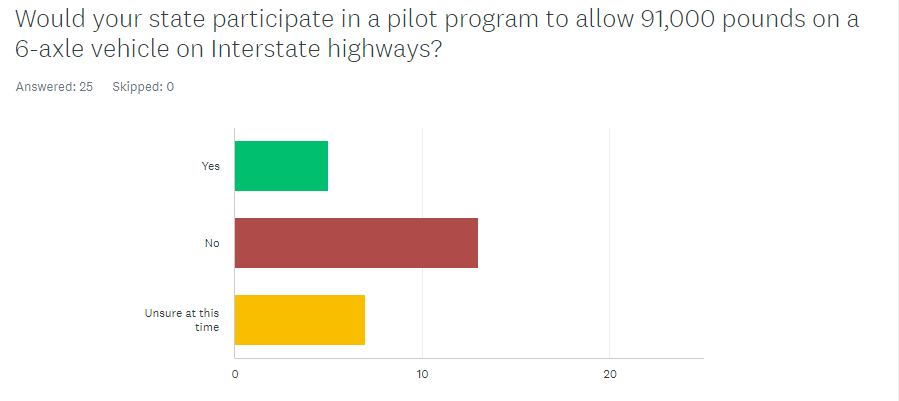 Would your state participate in a pilot program to allow 91,000 pounds on a
6-axle vehicle on Interstate highways?
Answered: 25 Skipped: 0
Yes
No
Unsure at this
time
0 10 20